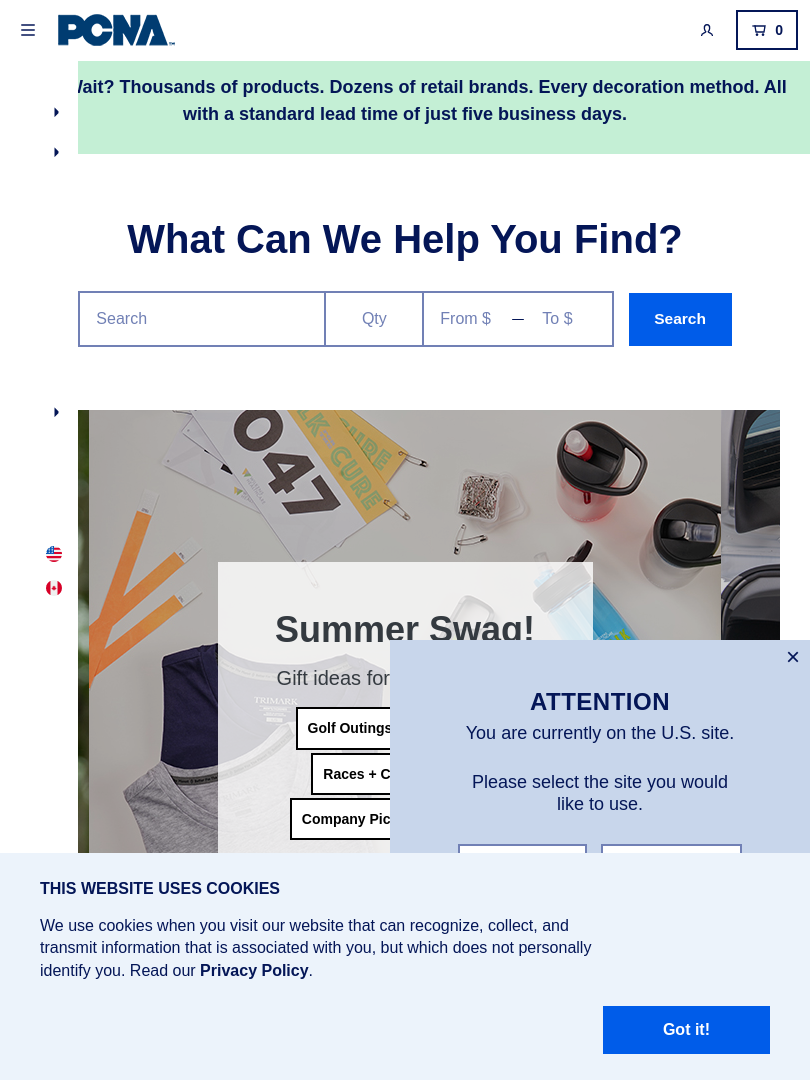 PCNA
0
Wait? Thousands of products. Dozens of retail brands. Every decoration method. All
with a standard lead time of just five business days.
What Can We Help You Find?
Search
Qty
From $
—
To $
Search
047
CURE
CURE
Summer Swag!
Gift ideas for
TRIMARK
Golf Outings
Races + C
Company Pic
×
ATTENTION
You are currently on the U.S. site.
Please select the site you would
like to use.
THIS WEBSITE USES COOKIES
We use cookies when you visit our website that can recognize, collect, and
transmit information that is associated with you, but which does not personally
identify you. Read our Privacy Policy.
Got it!